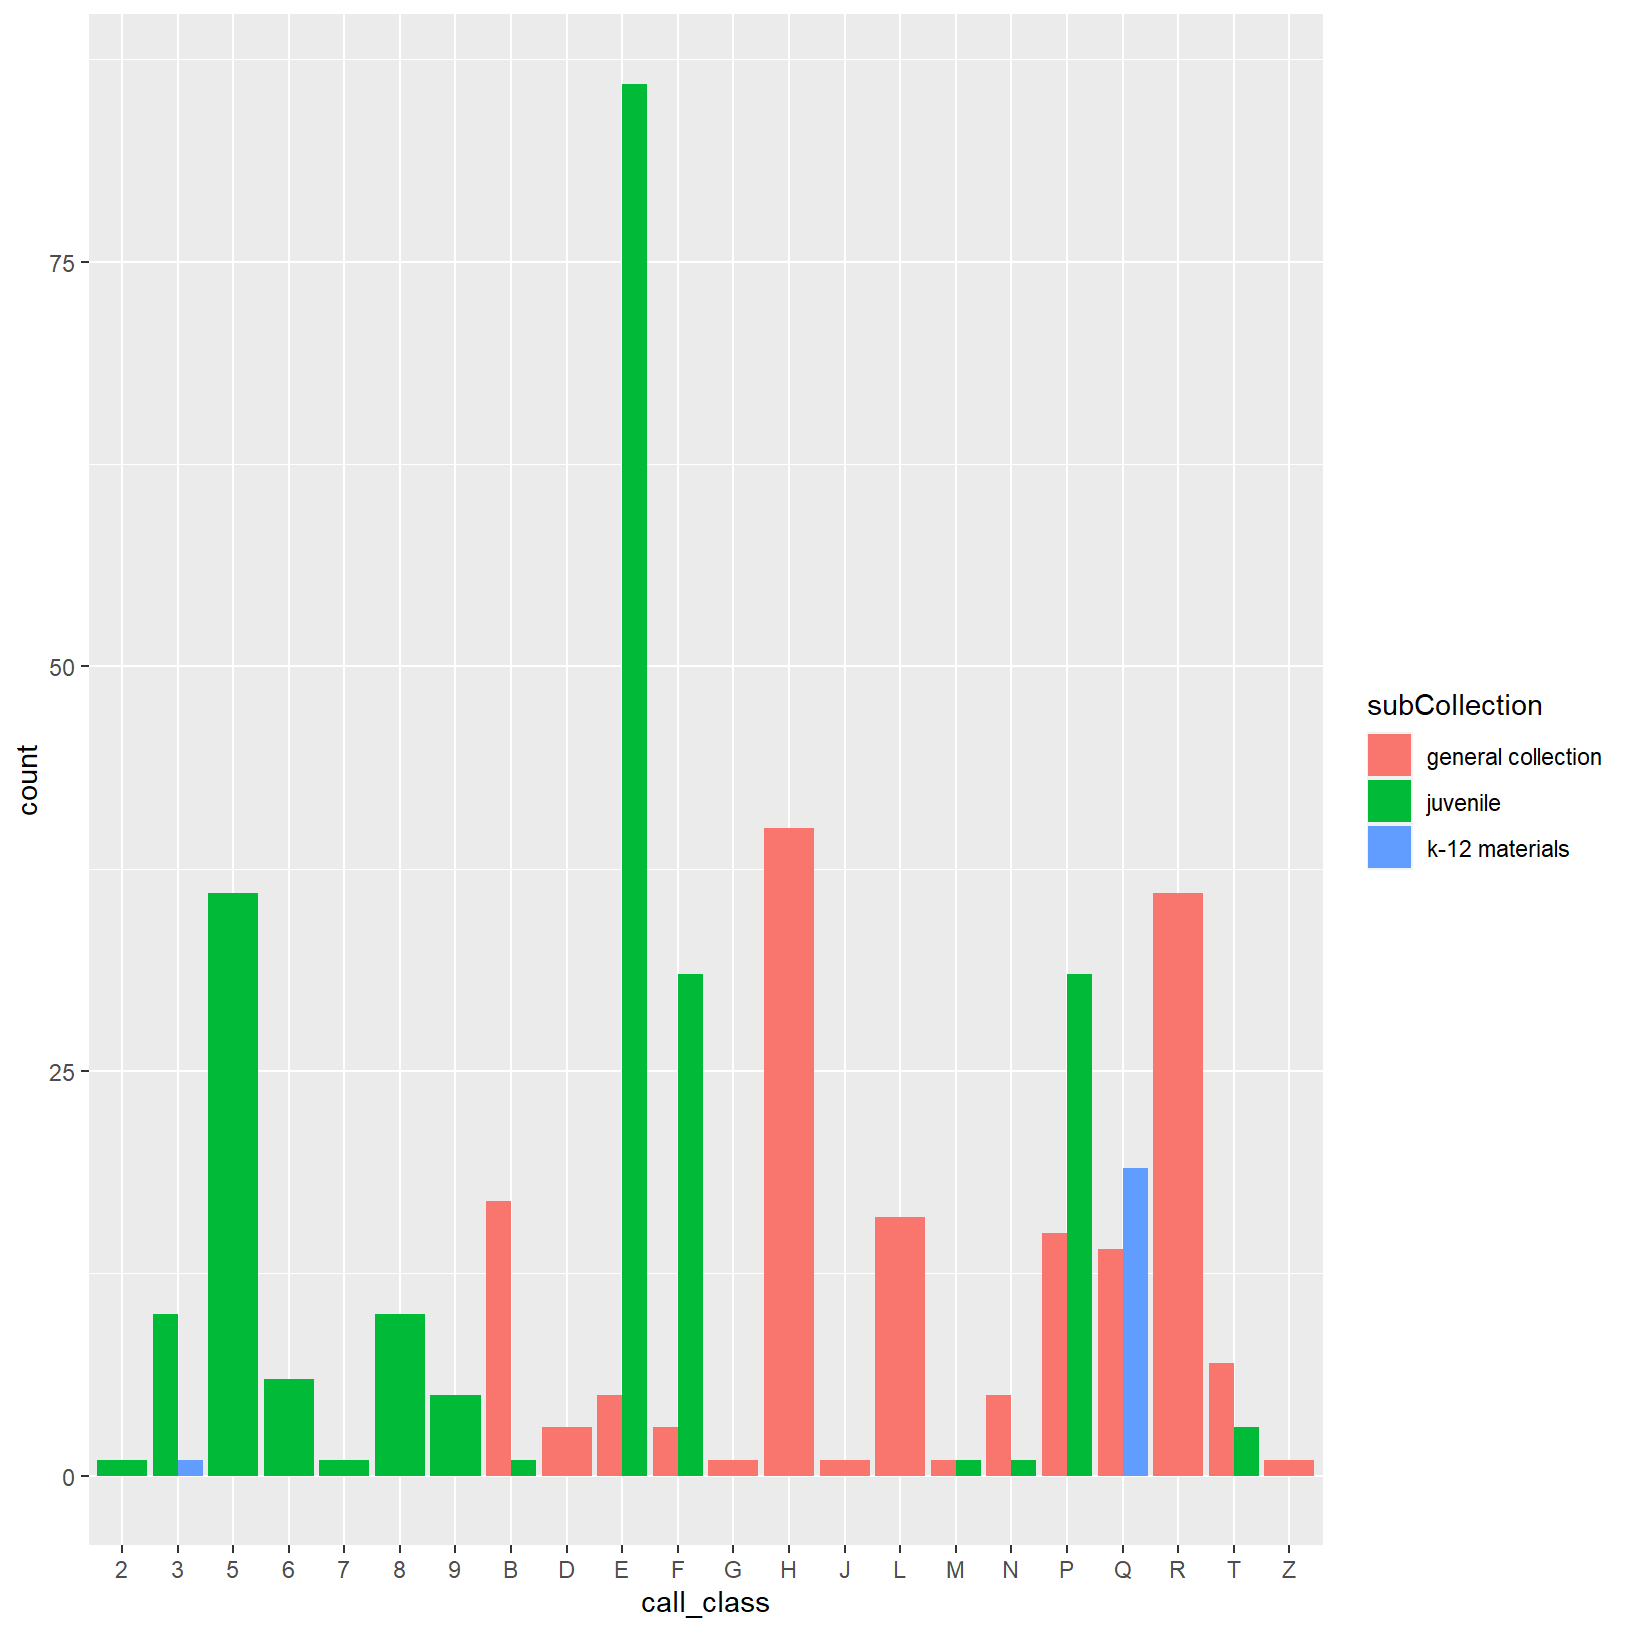 75
50
25
0
count
2 3 5 6 7 8 9 B D E F G H J L M N P Q R T Z
call_class
subCollection
general collection
juvenile
k-12 materials